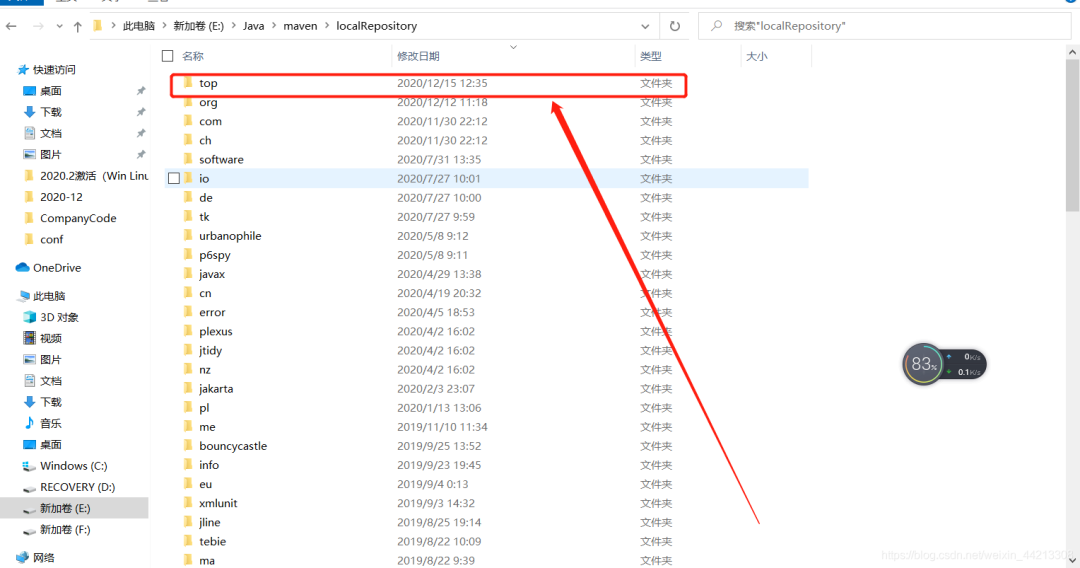 此电脑 > 新加卷 (E:) > Java > maven > localRepository
搜索"localRepository"
名称 修改日期 类型 大小
快速访问
桌面
下载
文档
图片
2020.2激活（Win Linu
2020-12
CompanyCode
conf
OneDrive
此电脑
3D 对象
视频
图片
文档
下载
音乐
桌面
Windows (C:)
RECOVERY (D:)
新加卷 (E:)
新加卷 (F:)
网络
top 2020/12/15 12:35 文件夹
org 2020/12/12 11:18 文件夹
com 2020/11/30 22:12 文件夹
ch 2020/11/30 22:12 文件夹
software 2020/7/31 13:35 文件夹
io 2020/7/27 10:01 文件夹
de 2020/7/27 10:00 文件夹
tk 2020/7/27 9:59 文件夹
urbanophile 2020/5/8 9:12 文件夹
p6spy 2020/5/8 9:11 文件夹
javax 2020/4/29 13:38 文件夹
cn 2020/4/19 20:32 文件夹
error 2020/4/5 18:53 文件夹
plexus 2020/4/2 16:02 文件夹
jtidy 2020/4/2 16:02 文件夹
nz 2020/4/2 16:02 文件夹
jakarta 2020/2/3 23:07 文件夹
pl 2020/1/13 13:06 文件夹
me 2019/11/10 11:34 文件夹
bouncycastle 2019/9/25 13:52 文件夹
info 2019/9/23 19:45 文件夹
eu 2019/9/4 0:13 文件夹
xmlunit 2019/9/3 14:32 文件夹
jline 2019/8/25 19:14 文件夹
tebie 2019/8/22 10:09 文件夹
ma 2019/8/22 9:39 文件夹
83%
0K/s
0.1K/s